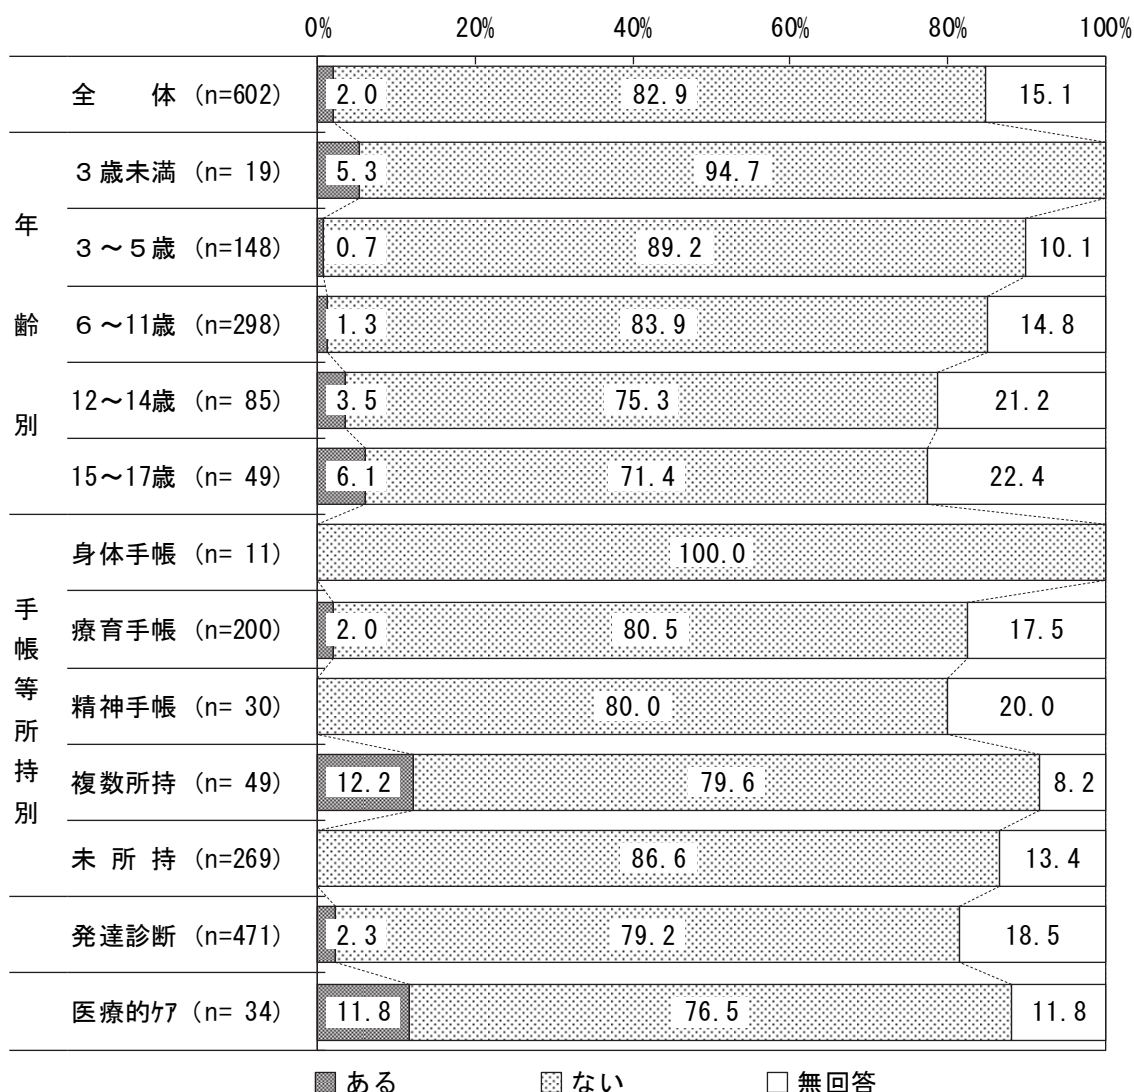 0% 20% 40% 60% 80% 100%
全 体 (n=602) 2.0 82.9 15.1
年齢別
3歳未満 (n= 19) 5.3 94.7
3～5歳 (n=148) 0.7 89.2 10.1
6～11歳 (n=298) 1.3 83.9 14.8
12～14歳 (n= 85) 3.5 75.3 21.2
15～17歳 (n= 49) 6.1 71.4 22.4
手帳等所持別
身体手帳 (n= 11) 100.0
療育手帳 (n=200) 2.0 80.5 17.5
精神手帳 (n= 30) 80.0 20.0
複数所持 (n= 49) 12.2 79.6 8.2
未所持 (n=269) 86.6 13.4
発達診断 (n=471) 2.3 79.2 18.5
医療的ｹｱ (n= 34) 11.8 76.5 11.8
ある ない 無回答